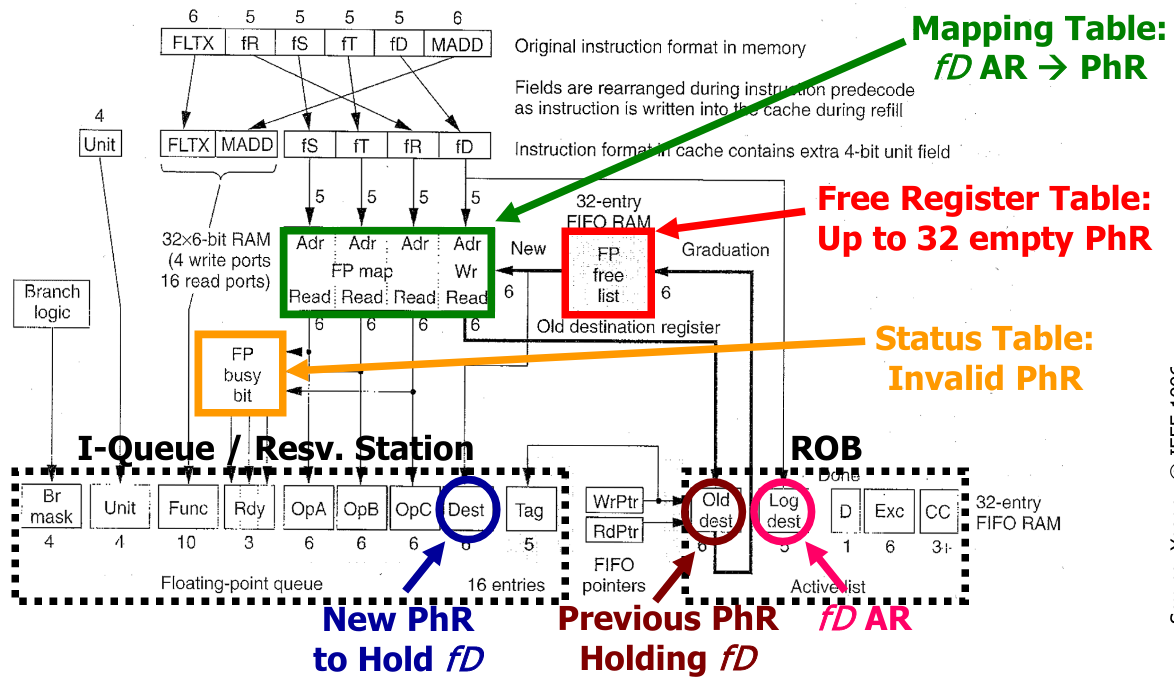 6 5 5 5 5 6
FLTX fR fS fT fD MADD
Original instruction format in memory
Mapping Table:
fD AR → PhR
Fields are rearranged during instruction predecode
as instruction is written into the cache during refill
4
Unit
FLTX MADD fS fT fR fD
Instruction format in cache contains extra 4-bit unit field
5 5 5 5
32-entry
FIFO RAM
Free Register Table:
Up to 32 empty PhR
32×6-bit RAM
(4 write ports
16 read ports)
Adr Adr Adr Adr
FP map Wr
Read Read Read Read
New
6
FP
free
list
Graduation
6
Branch
logic
6 6 6 6
Old destination register
FP
busy
bit
Status Table:
Invalid PhR
I-Queue / Resv. Station
ROB
Done
Br
mask
Unit
Func
Rdy
OpA
OpB
OpC
Dest
Tag
WrPtr
RdPtr
Old
dest
Log
dest
D
Exc
CC
32-entry
FIFO RAM
4 4 10 3 6 6 6 6 5
6 5 1 6 3
FIFO
pointers
Floating-point queue
16 entries
Active list
New PhR
to Hold fD
Previous PhR
Holding fD
fD AR